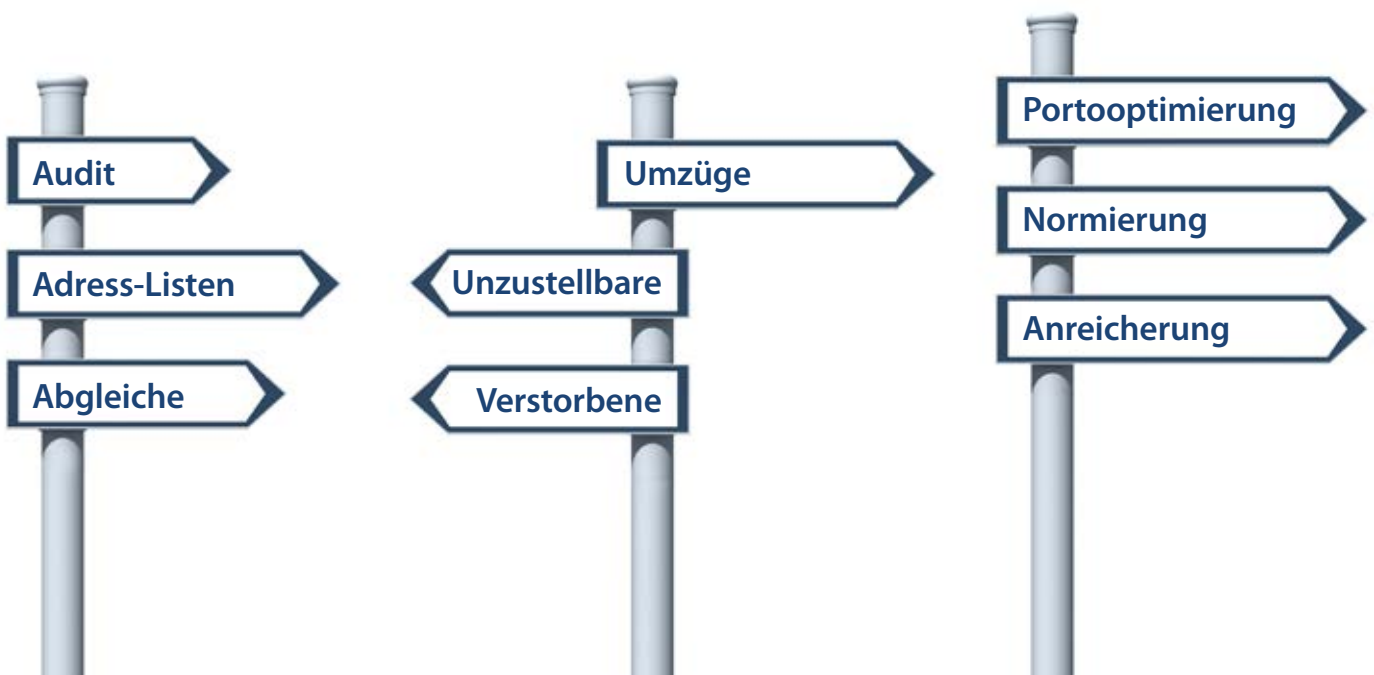 Audit
Adress-Listen
Abgleiche
Umzüge
Unzustellbare
Verstorbene
Portooptimierung
Normierung
Anreicherung